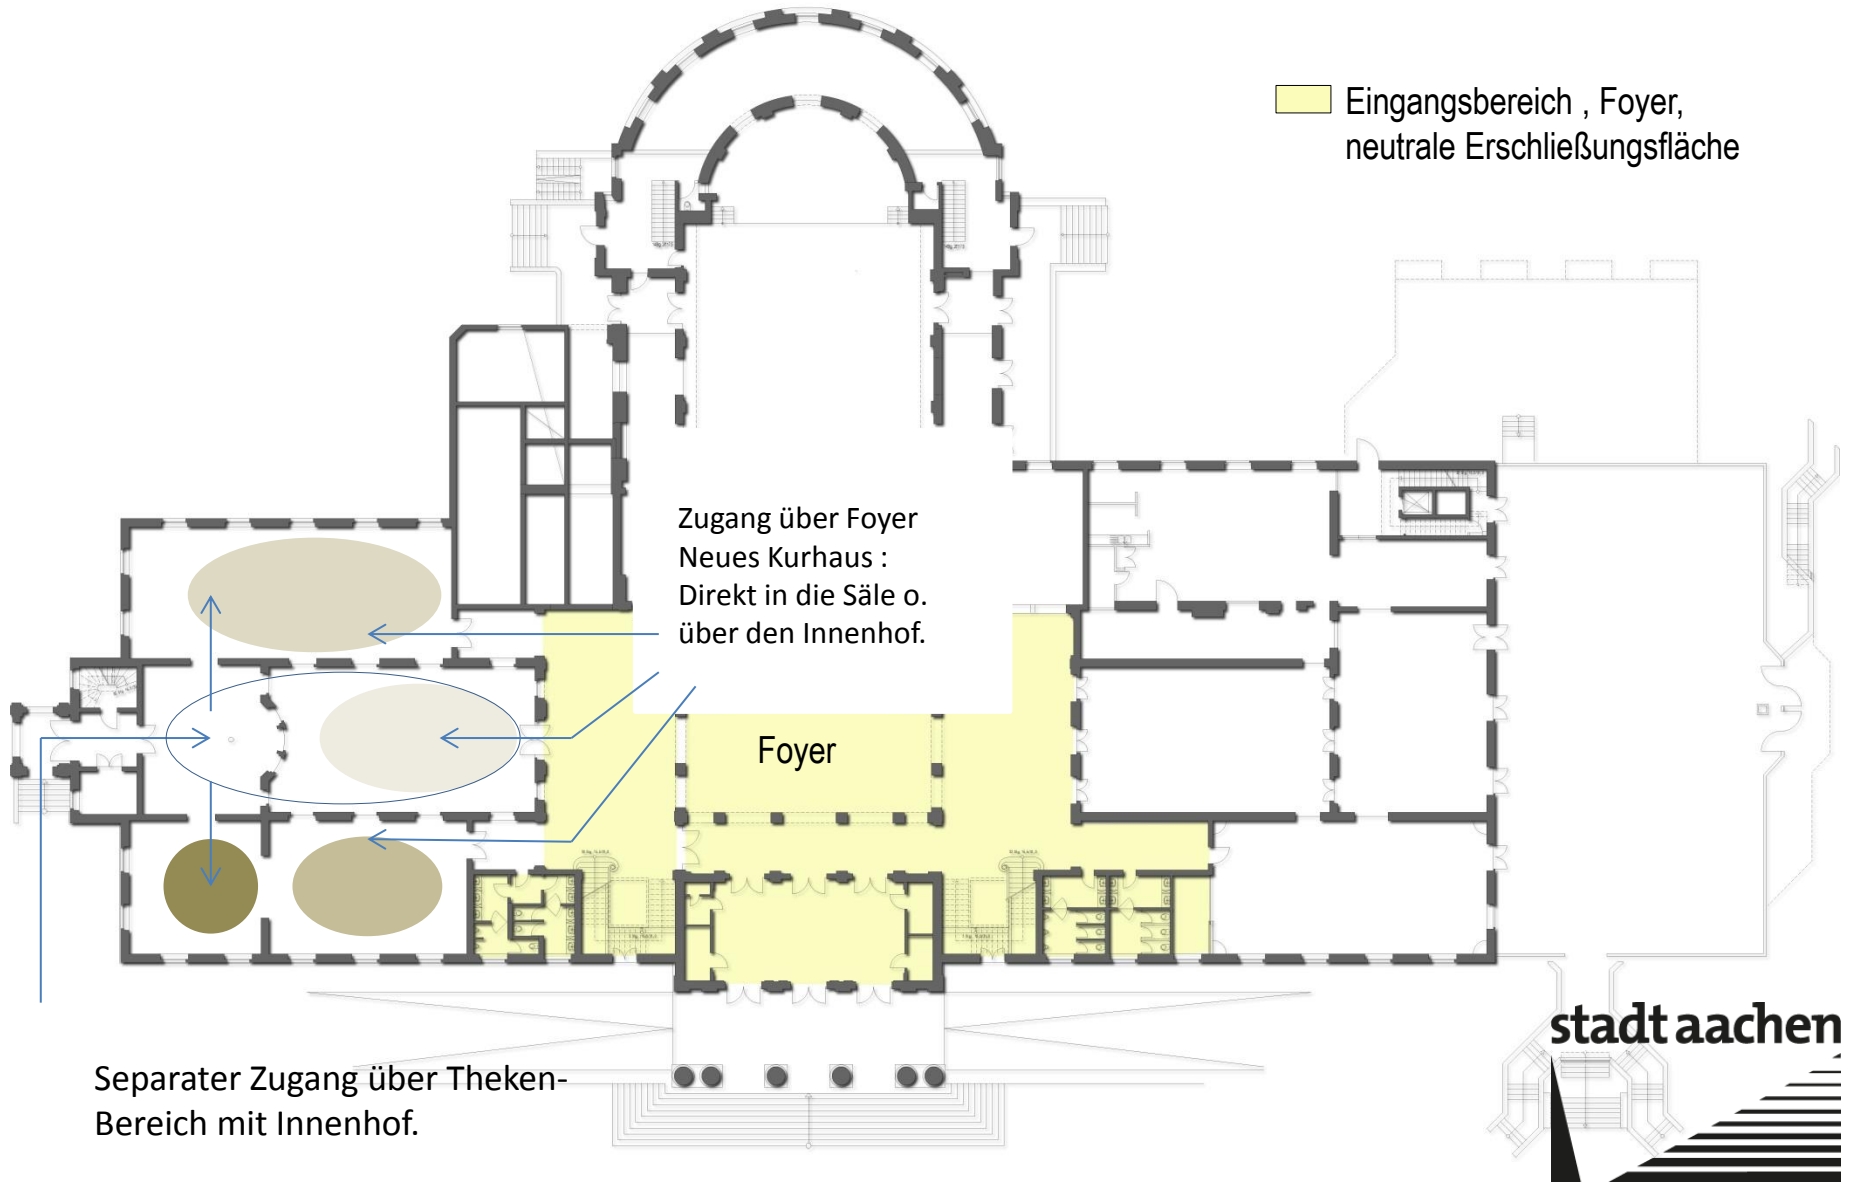 Eingangsbereich , Foyer,
neutrale Erschließungsfläche
Zugang über Foyer
Neues Kurhaus :
Direkt in die Säle o.
über den Innenhof.
Foyer
Separater Zugang über Theken-
Bereich mit Innenhof.
stadt aachen